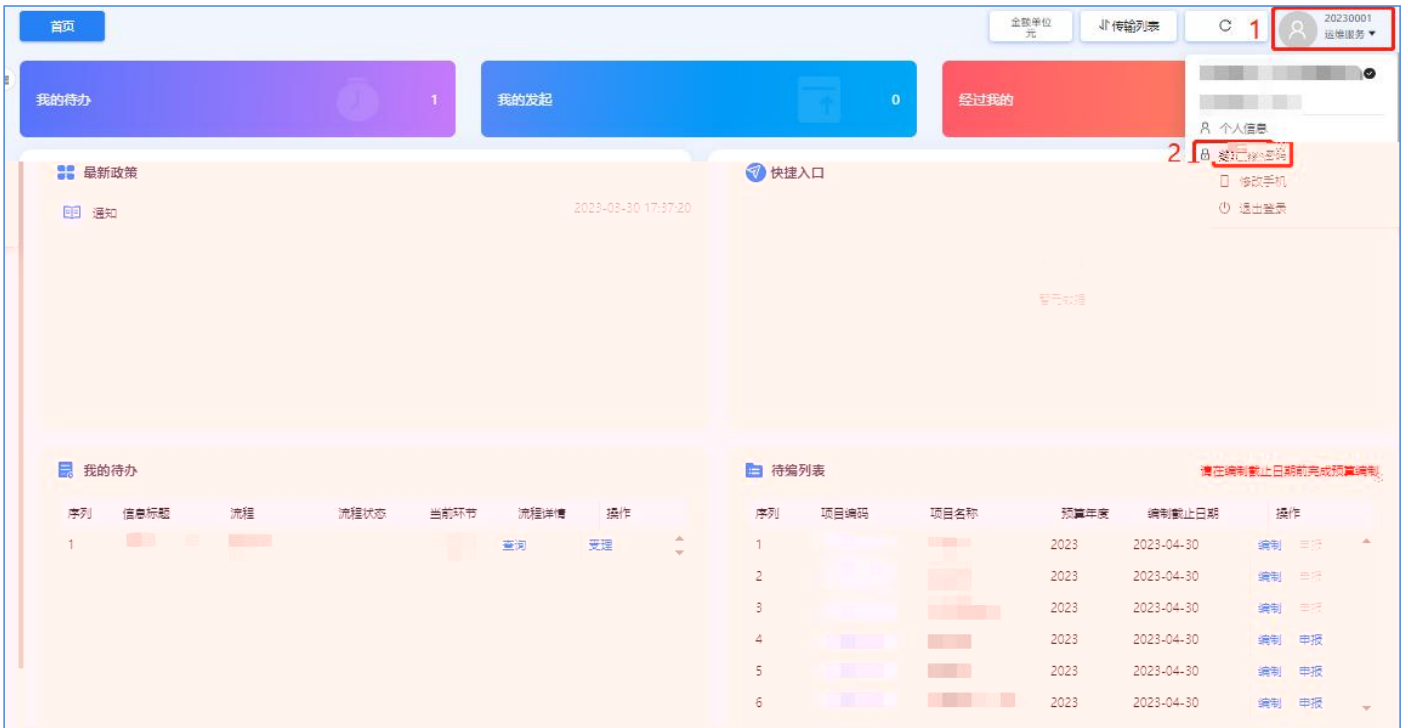 首页
金额单位
元
传输列表
1
20230001
运维服务
我的待办 1
我的发起 0
经过我的
个人信息
2
密码
修改手机
退出登录
最新政策
通知 2023-03-30 17:37:20
快捷入口
暂无数据
我的待办
序列 信息标题 流程 流程状态 当前环节 流程详情 操作
1 查询 受理
待编列表 请在编制截止日期前完成预算编制
序列 项目编码 项目名称 预算年度 编制截止日期 操作
1 2023 2023-04-30 编制 申报
2 2023 2023-04-30 编制 申报
3 2023 2023-04-30 编制 申报
4 2023 2023-04-30 编制 申报
5 2023 2023-04-30 编制 申报
6 2023 2023-04-30 编制 申报